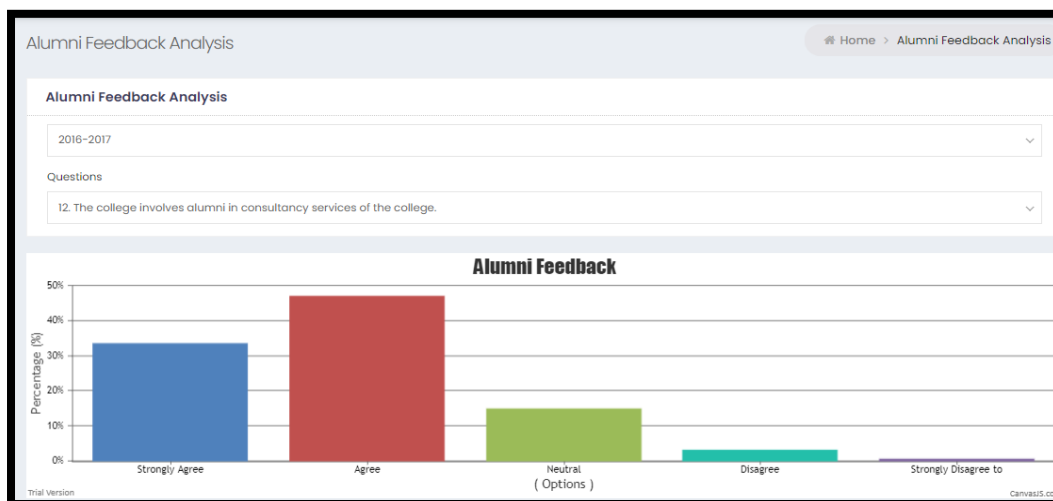 Alumni Feedback Analysis
Home > Alumni Feedback Analysis
Alumni Feedback Analysis
2016-2017
Questions
12. The college involves alumni in consultancy services of the college.
Alumni Feedback
Percentage (%)
50%
40%
30%
20%
10%
0%
Strongly Agree Agree Neutral Disagree Strongly Disagree to
( Options )
Trial Version
CanvasJS.co